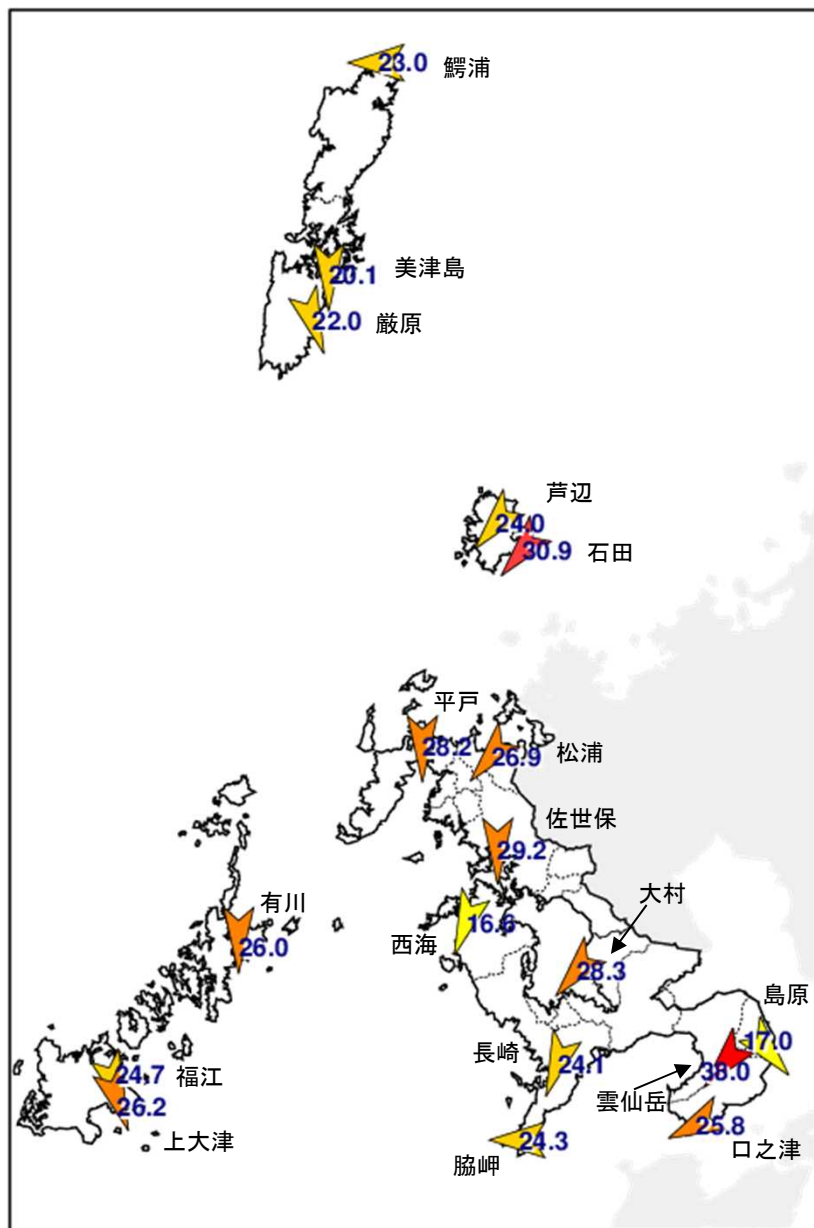 23.0 鰐浦
20.1 美津島
22.0 厳原
芦辺
24.0
30.9 石田
平戸
28.2
26.9 松浦
佐世保
29.2
大村
有川
26.0
16.6
西海
28.3
島原
17.0
長崎
24.1
38.0
雲仙岳
24.7 福江
26.2
上大津
24.3
脇岬
25.8
口之津